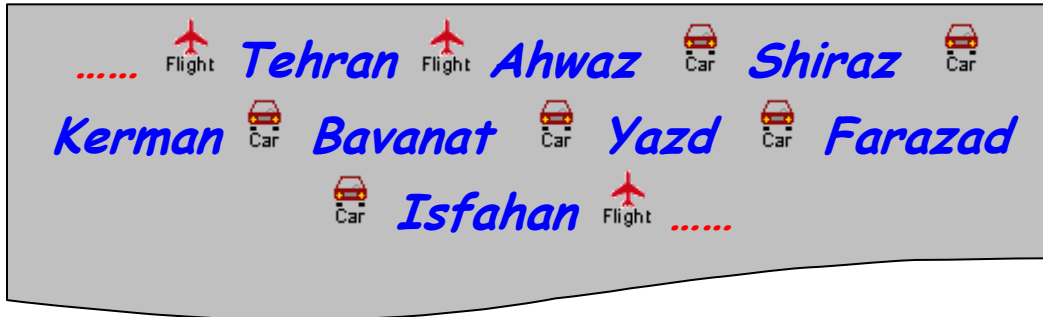 ...... Flight Tehran Flight Ahwaz Car Shiraz Car
Kerman Car Bavanat Car Yazd Car Farazad
Car Isfahan Flight ......